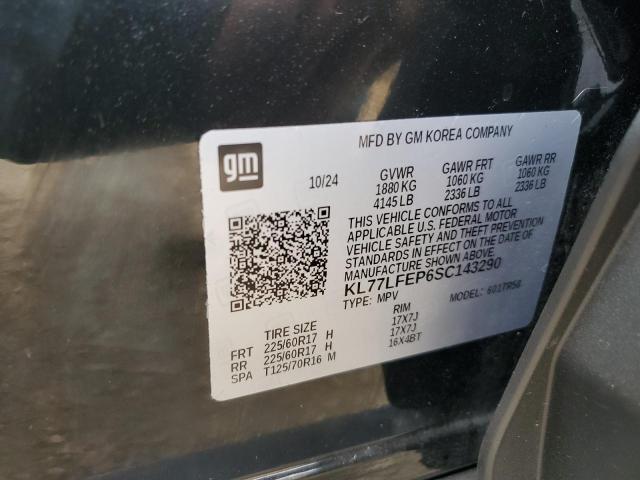 MFD BY GM KOREA COMPANY
gm
10/24
GVWR
1880 KG
4145 LB
GAWR FRT
1060 KG
2336 LB
GAWR RR
1060 KG
2336 LB
THIS VEHICLE CONFORMS TO ALL
APPLICABLE U.S. FEDERAL MOTOR
VEHICLE SAFETY AND THEFT PREVENTION
STANDARDS IN EFFECT ON THE DATE OF
MANUFACTURE SHOWN ABOVE.
KL77LFEP6SC143290
TYPE: MPV
MODEL: 601TR58
TIRE SIZE
RIM
FRT 225/60R17 H 17X7J
RR 225/60R17 H 17X7J
SPA T125/70R16 M 16X4BT